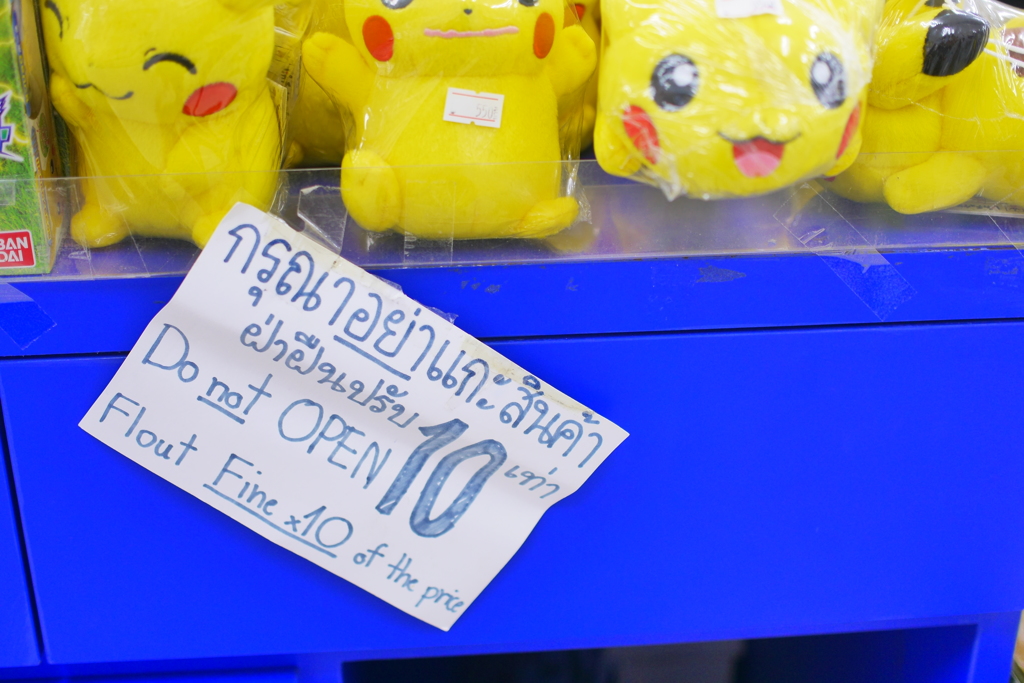 กรุณาอย่าแกะสินค้า
ฝ่าฝืนปรับ 10 เท่า
Do not OPEN
Flout Fine x10 of the price
350
BAN
DAI